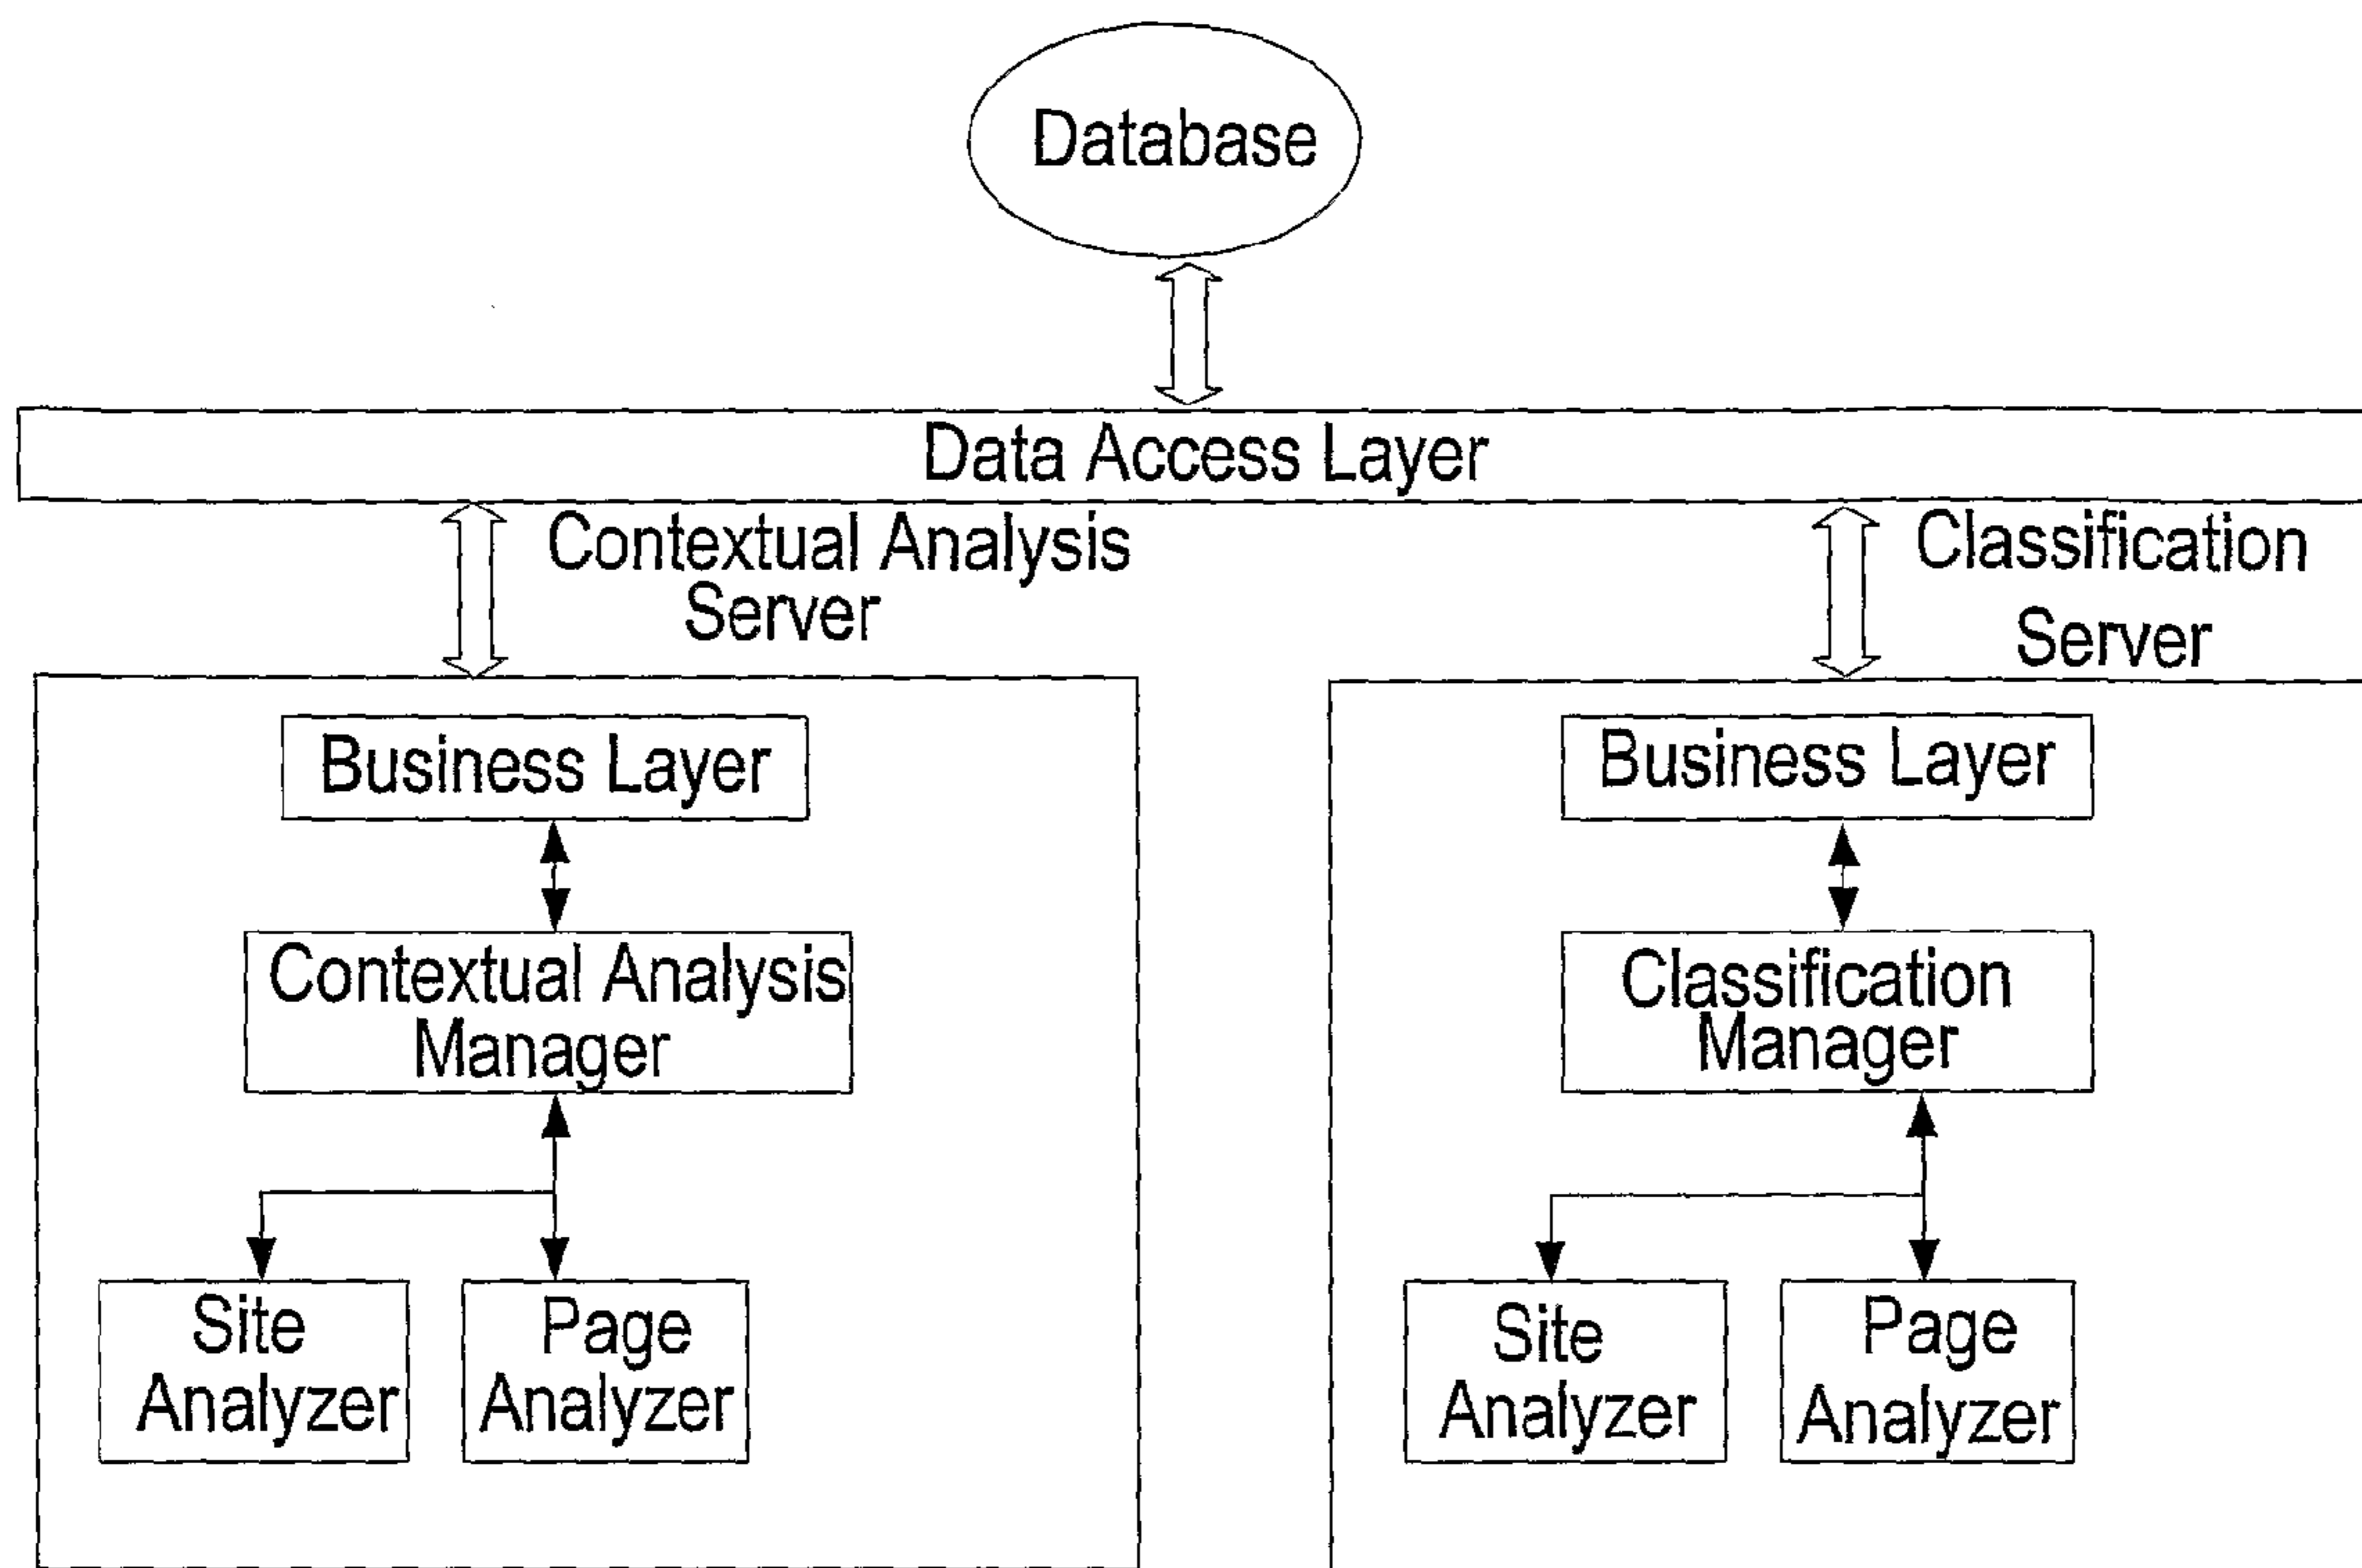 Database
Data Access Layer
Contextual Analysis
Server
Classification
Server
Business Layer
Contextual Analysis
Manager
Site
Analyzer
Page
Analyzer
Business Layer
Classification
Manager
Site
Analyzer
Page
Analyzer